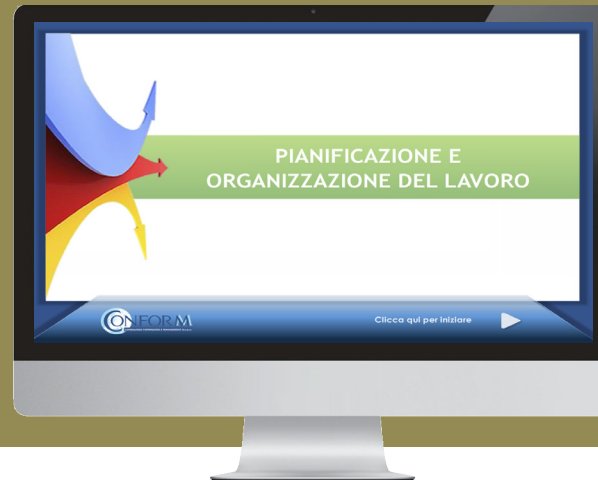 PIANIFICAZIONE E
ORGANIZZAZIONE DEL LAVORO
CONFORM
Clicca qui per iniziare